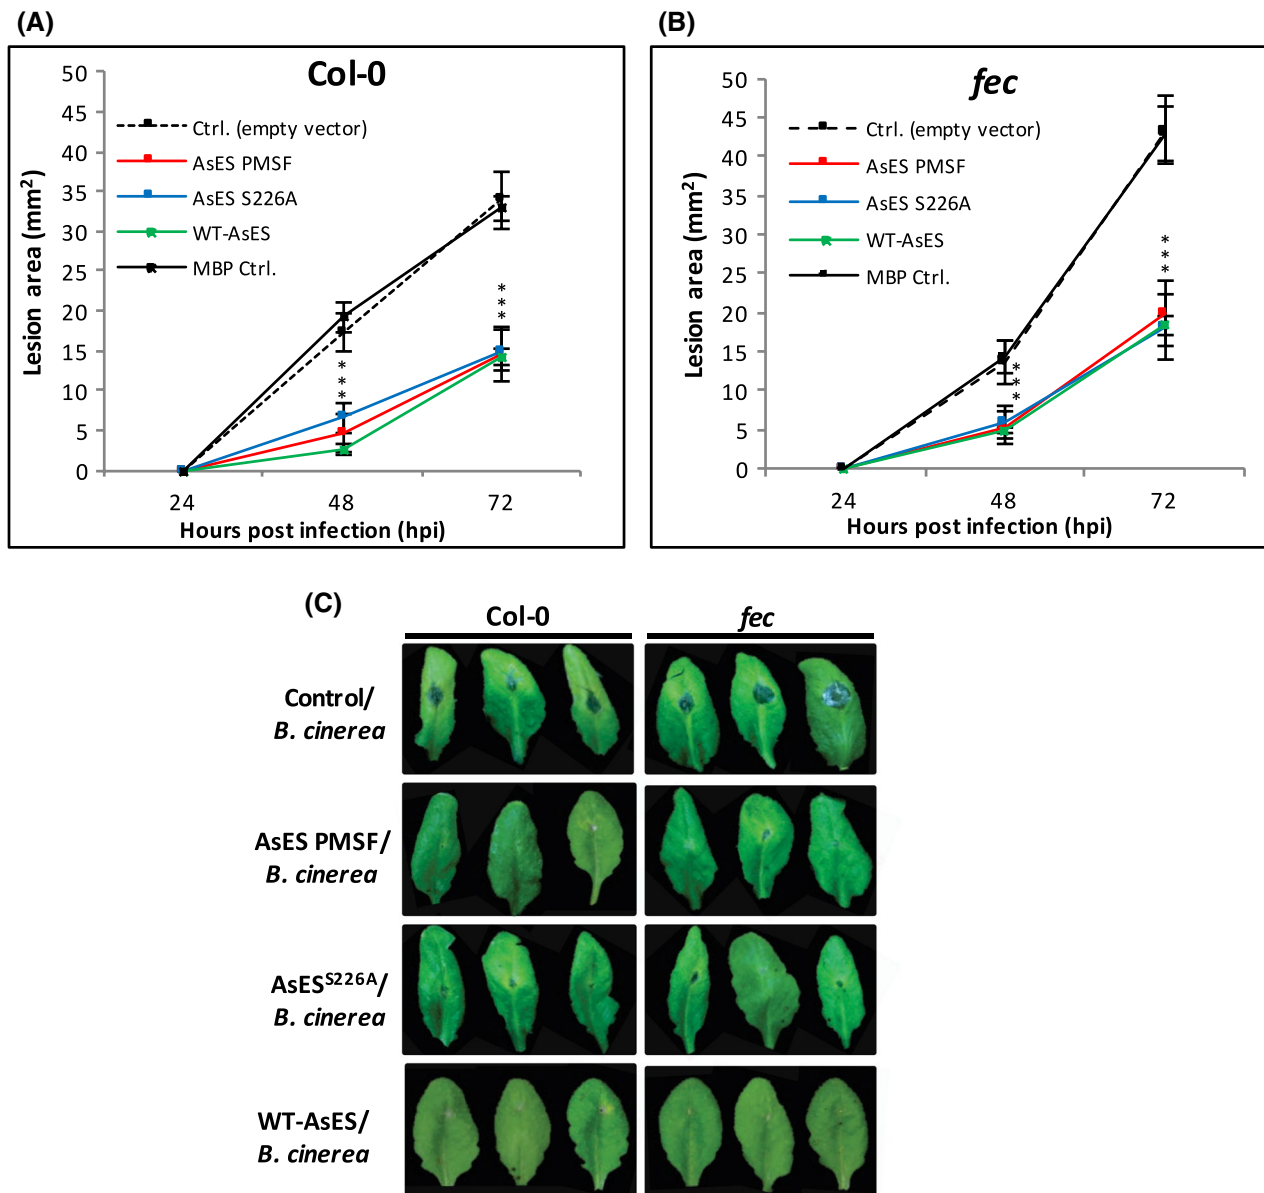 (A)
Col-0
50
45
40
35
30
25
20
15
10
5
0
Lesion area (mm²)
Ctrl. (empty vector)
AsES PMSF
AsES S226A
WT-AsES
MBP Ctrl.
***
***
24 48 72
Hours post infection (hpi)
(B)
fec
50
45
40
35
30
25
20
15
10
5
0
Lesion area (mm²)
Ctrl. (empty vector)
AsES PMSF
AsES S226A
WT-AsES
MBP Ctrl.
***
***
24 48 72
Hours post infection (hpi)
(C)
Col-0 fec
Control/
B. cinerea
AsES PMSF/
B. cinerea
AsES^S226A/
B. cinerea
WT-AsES/
B. cinerea